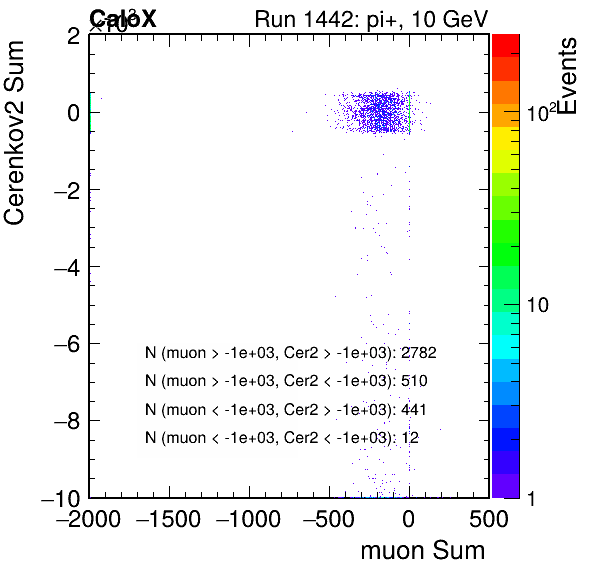 ×10³
CaloX
Run 1442: pi+, 10 GeV
Cerenkov2 Sum
Events
2
0
−2
−4
−6
−8
−10
10²
10
1
N (muon > -1e+03, Cer2 > -1e+03): 2782
N (muon > -1e+03, Cer2 < -1e+03): 510
N (muon < -1e+03, Cer2 > -1e+03): 441
N (muon < -1e+03, Cer2 < -1e+03): 12
−2000 −1500 −1000 −500 0 500
muon Sum